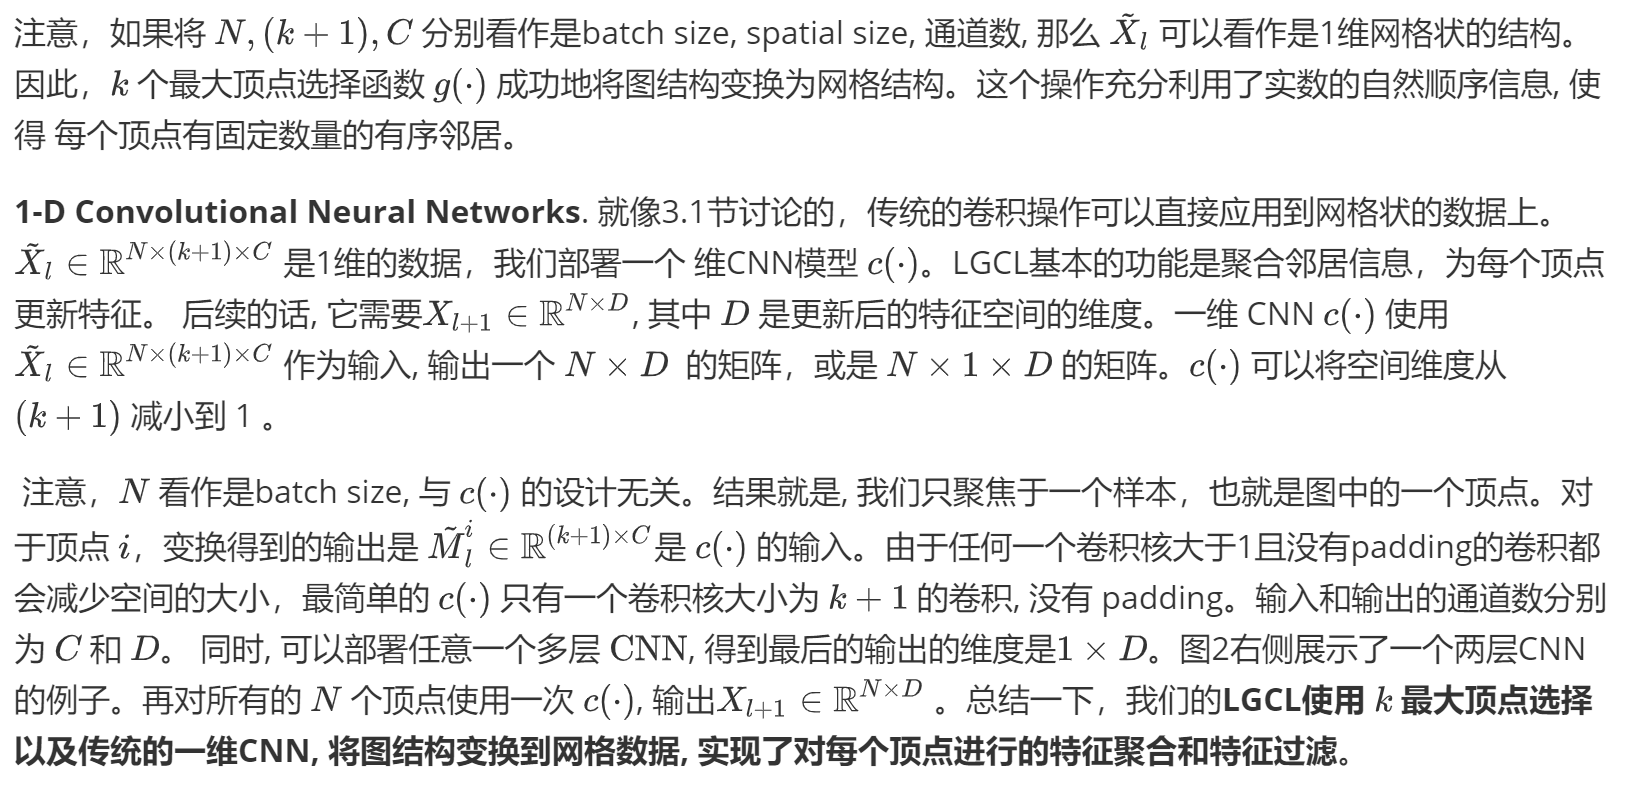 注意，如果将 $N,(k+1),C$ 分别看作是batch size, spatial size, 通道数, 那么 $\tilde{X}_l$ 可以看作是1维网格状的结构。
因此，$k$ 个最大顶点选择函数 $g(\cdot)$ 成功地将图结构变换为网格结构。这个操作充分利用了实数的自然顺序信息, 使
得 每个顶点有固定数量的有序邻居。
1-D Convolutional Neural Networks. 就像3.1节讨论的，传统的卷积操作可以直接应用到网格状的数据上。
$\tilde{X}_l \in \mathbb{R}^{N\times(k+1)\times C}$ 是1维的数据，我们部署一个 维CNN模型 $c(\cdot)$。LGCL基本的功能是聚合邻居信息，为每个顶点
更新特征。 后续的话, 它需要$X_{l+1} \in \mathbb{R}^{N\times D}$, 其中 $D$ 是更新后的特征空间的维度。一维 CNN $c(\cdot)$ 使用
$\tilde{X}_l \in \mathbb{R}^{N\times(k+1)\times C}$ 作为输入, 输出一个 $N \times D$ 的矩阵，或是 $N \times 1 \times D$ 的矩阵。$c(\cdot)$ 可以将空间维度从
$(k+1)$ 减小到 1 。
注意，$N$ 看作是batch size, 与 $c(\cdot)$ 的设计无关。结果就是, 我们只聚焦于一个样本，也就是图中的一个顶点。对
于顶点 $i$，变换得到的输出是 $\tilde{M}_l^i \in \mathbb{R}^{(k+1)\times C}$是 $c(\cdot)$ 的输入。由于任何一个卷积核大于1且没有padding的卷积都
会减少空间的大小，最简单的 $c(\cdot)$ 只有一个卷积核大小为 $k+1$ 的卷积, 没有 padding。输入和输出的通道数分别
为 $C$ 和 $D$。 同时, 可以部署任意一个多层 CNN, 得到最后的输出的维度是$1 \times D$。图2右侧展示了一个两层CNN
的例子。再对所有的 $N$ 个顶点使用一次 $c(\cdot)$, 输出$X_{l+1} \in \mathbb{R}^{N\times D}$ 。总结一下，我们的LGCL使用 $k$ 最大顶点选择
以及传统的一维CNN, 将图结构变换到网格数据, 实现了对每个顶点进行的特征聚合和特征过滤。